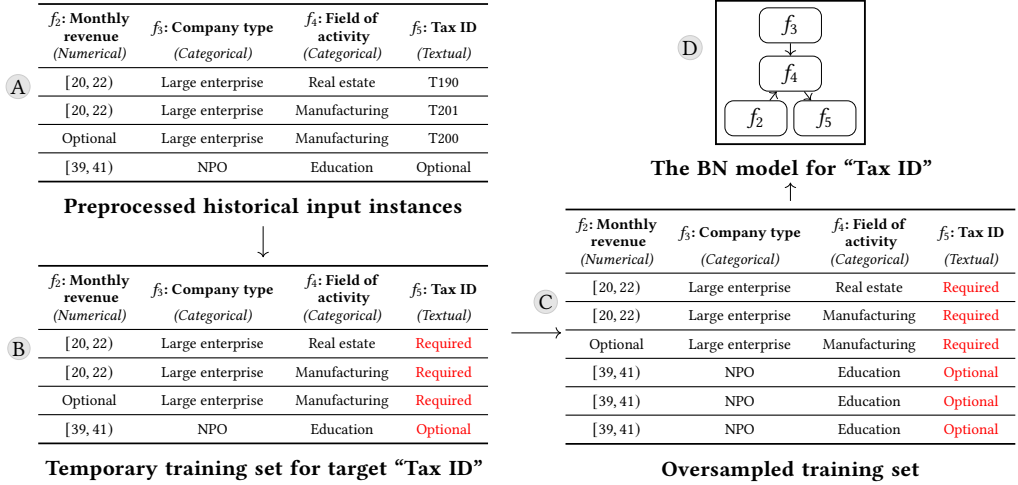 A
f2: Monthly revenue (Numerical) f3: Company type (Categorical) f4: Field of activity (Categorical) f5: Tax ID (Textual)
[20, 22) Large enterprise Real estate T190
[20, 22) Large enterprise Manufacturing T201
Optional Large enterprise Manufacturing T200
[39, 41) NPO Education Optional
Preprocessed historical input instances
B
f2: Monthly revenue (Numerical) f3: Company type (Categorical) f4: Field of activity (Categorical) f5: Tax ID (Textual)
[20, 22) Large enterprise Real estate Required
[20, 22) Large enterprise Manufacturing Required
Optional Large enterprise Manufacturing Required
[39, 41) NPO Education Optional
Temporary training set for target “Tax ID”
C
f2: Monthly revenue (Numerical) f3: Company type (Categorical) f4: Field of activity (Categorical) f5: Tax ID (Textual)
[20, 22) Large enterprise Real estate Required
[20, 22) Large enterprise Manufacturing Required
Optional Large enterprise Manufacturing Required
[39, 41) NPO Education Optional
[39, 41) NPO Education Optional
[39, 41) NPO Education Optional
Oversampled training set
D
f3
f4
f2 f5
The BN model for “Tax ID”